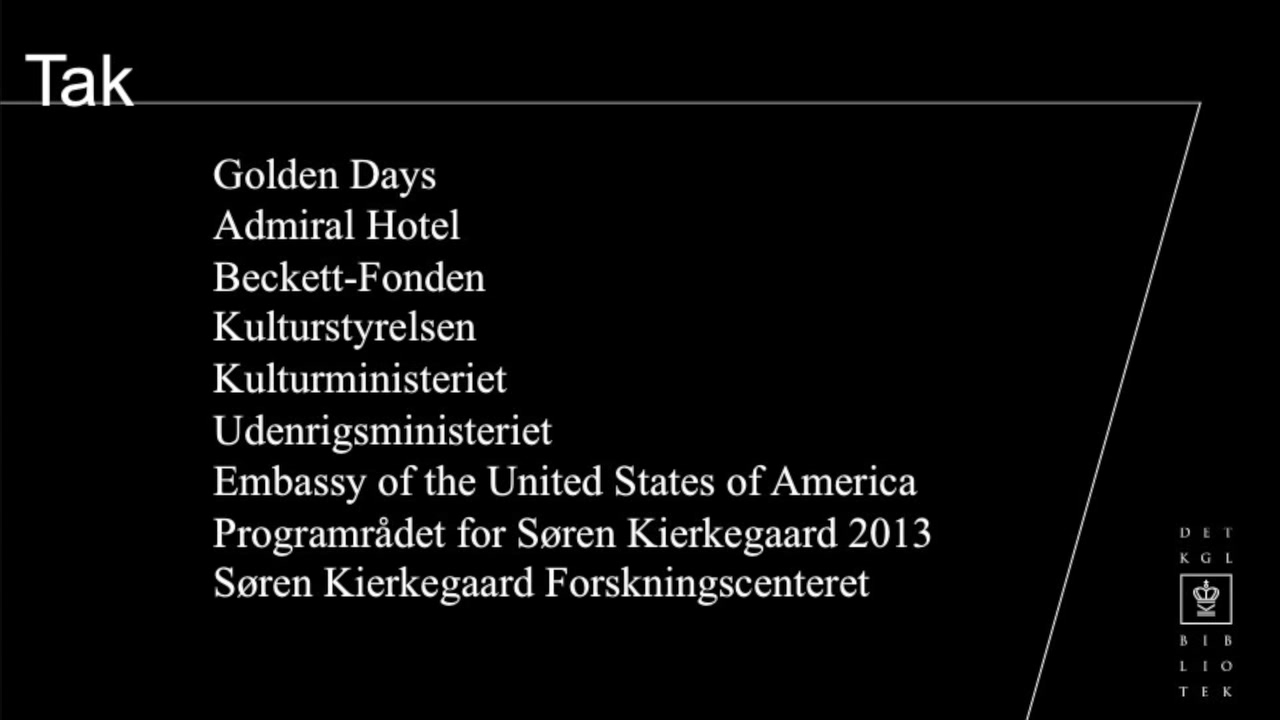 Tak
Golden Days
Admiral Hotel
Beckett-Fonden
Kulturstyrelsen
Kulturministeriet
Udenrigsministeriet
Embassy of the United States of America
Programrådet for Søren Kierkegaard 2013
Søren Kierkegaard Forskningscenteret
DET
KGL
BIB
LIO
TEK